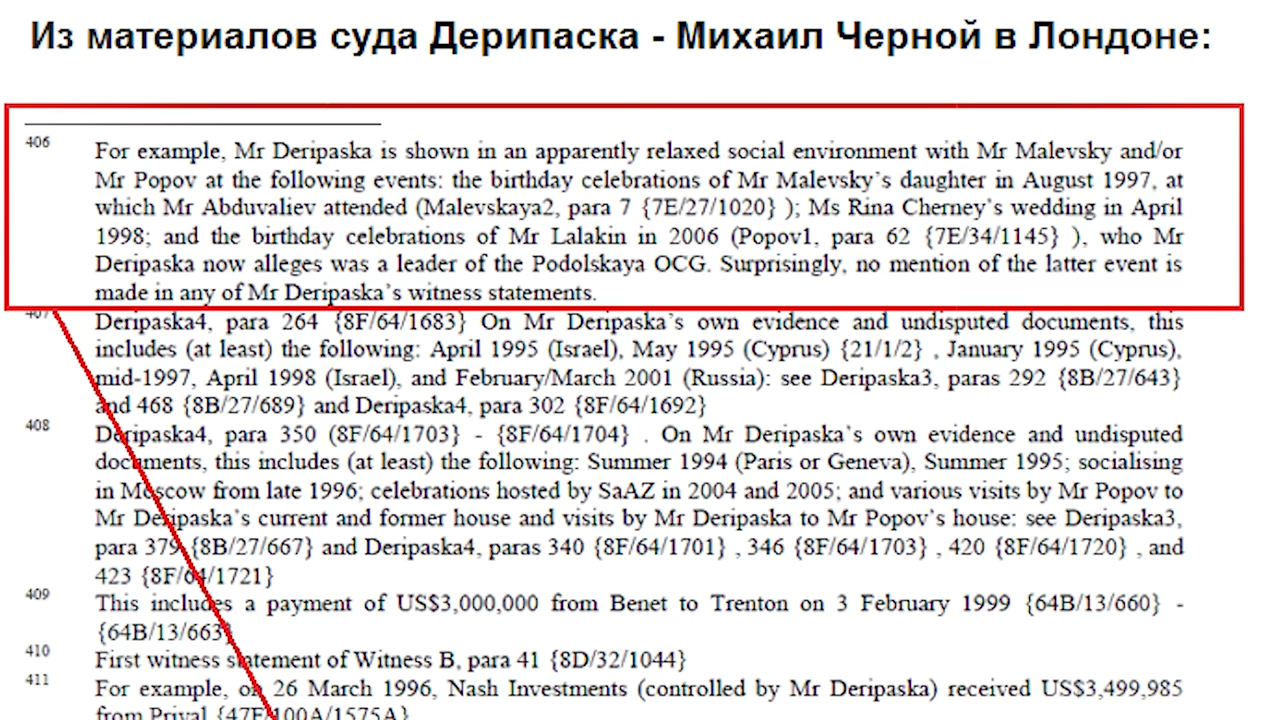 Из материалов суда Дерипаска - Михаил Черной в Лондоне:
406 For example, Mr Deripaska is shown in an apparently relaxed social environment with Mr Malevsky and/or
Mr Popov at the following events: the birthday celebrations of Mr Malevsky's daughter in August 1997, at
which Mr Abduvaliev attended (Malevskaya2, para 7 {7E/27/1020} ); Ms Rina Cherney's wedding in April
1998; and the birthday celebrations of Mr Lalakin in 2006 (Popov1, para 62 {7E/34/1145} ), who Mr
Deripaska now alleges was a leader of the Podolskaya OCG. Surprisingly, no mention of the latter event is
made in any of Mr Deripaska's witness statements.
407 Deripaska4, para 264 {8F/64/1683} On Mr Deripaska's own evidence and undisputed documents, this
includes (at least) the following: April 1995 (Israel), May 1995 (Cyprus) {21/1/2} , January 1995 (Cyprus),
mid-1997, April 1998 (Israel), and February/March 2001 (Russia): see Deripaska3, paras 292 {8B/27/643}
and 468 {8B/27/689} and Deripaska4, para 302 {8F/64/1692}
408 Deripaska4, para 350 (8F/64/1703} - {8F/64/1704} . On Mr Deripaska's own evidence and undisputed
documents, this includes (at least) the following: Summer 1994 (Paris or Geneva), Summer 1995; socialising
in Moscow from late 1996; celebrations hosted by SaAZ in 2004 and 2005; and various visits by Mr Popov to
Mr Deripaska's current and former house and visits by Mr Deripaska to Mr Popov's house: see Deripaska3,
para 379 {8B/27/667} and Deripaska4, paras 340 {8F/64/1701} , 346 {8F/64/1703} , 420 {8F/64/1720} , and
423 {8F/64/1721}
409 This includes a payment of US$3,000,000 from Benet to Trenton on 3 February 1999 {64B/13/660} -
{64B/13/663}
410 First witness statement of Witness B, para 41 {8D/32/1044}
411 For example, on 26 March 1996, Nash Investments (controlled by Mr Deripaska) received US$3,499,985
from Prival {47F/100A/1575A}